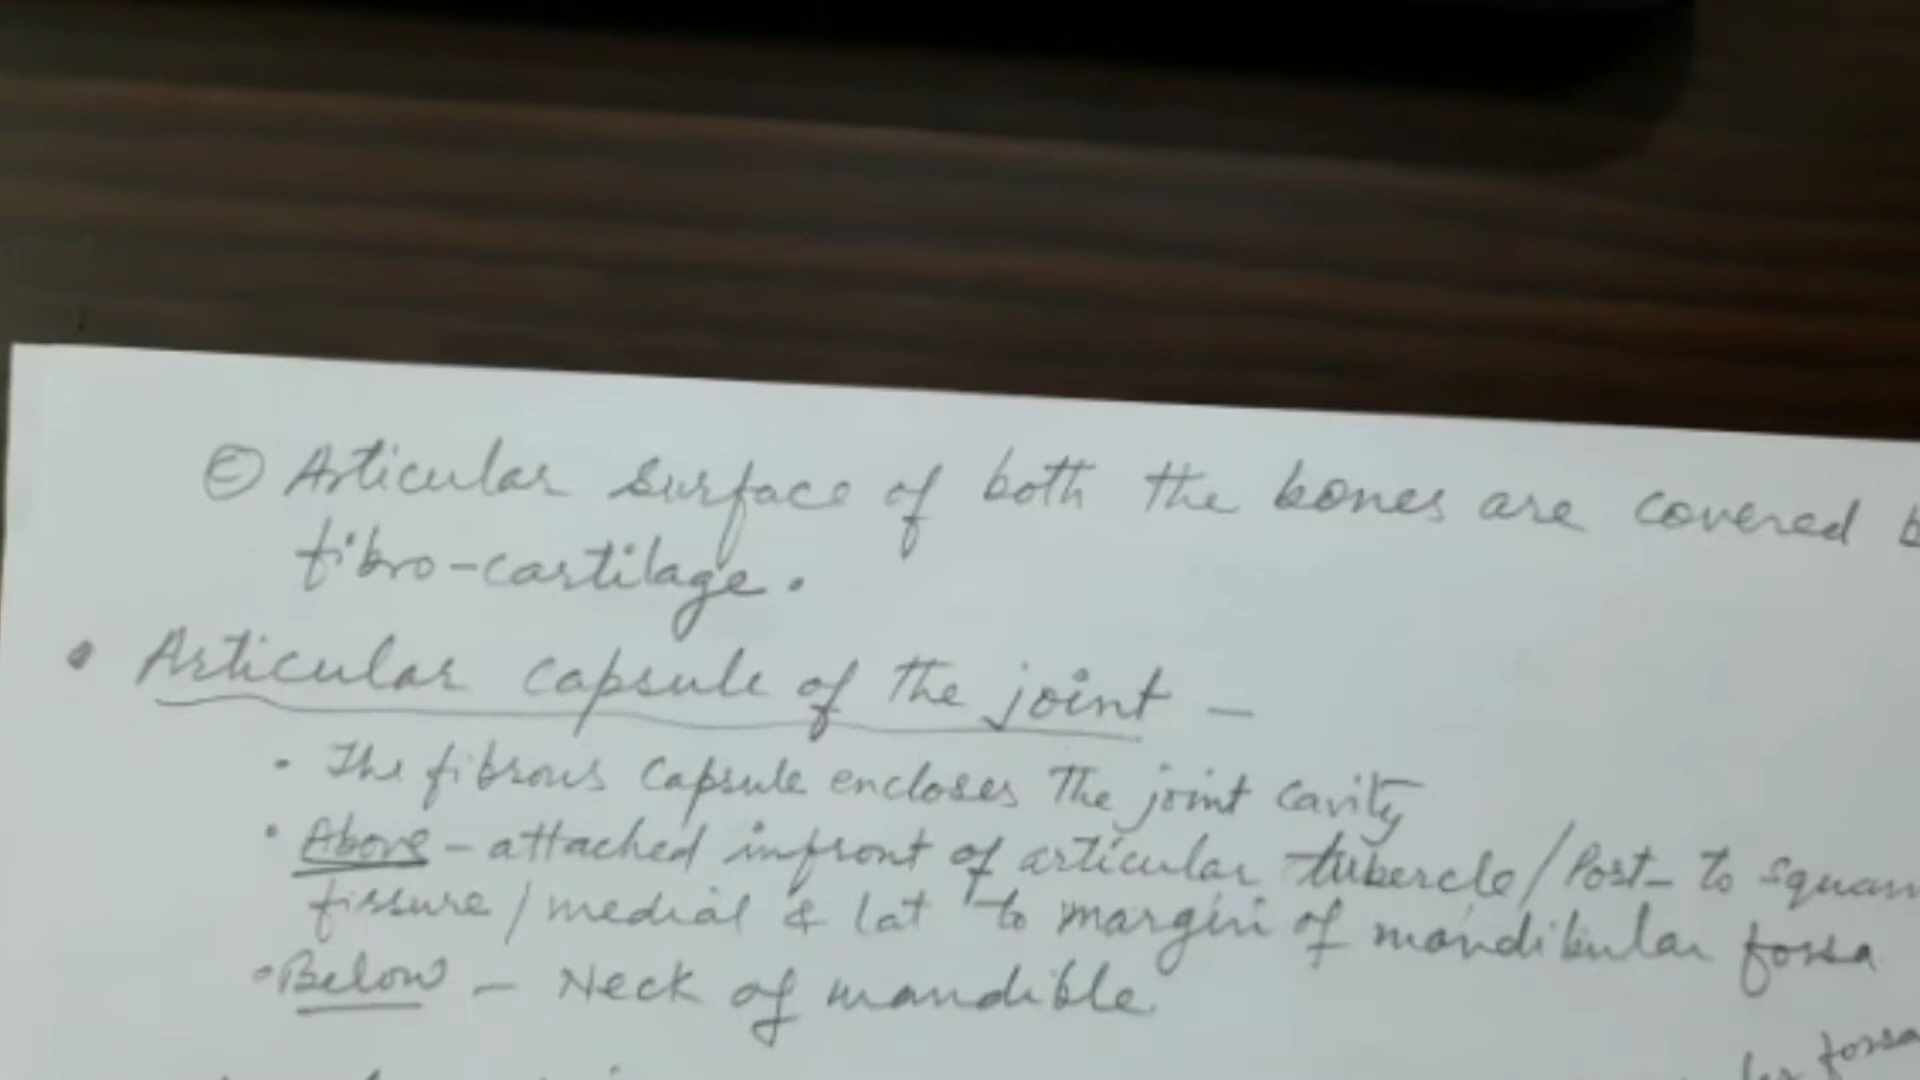 Articular surface of both the bones are covered
fibro-cartilage.
• Articular capsule of the joint –
• The fibrous capsule encloses The joint cavity
• Above – attached infront of articular tubercle / Post– to squam
fissure / medial & lat to margin of mandibular fossa
• Below – Neck of mandible.
fossa